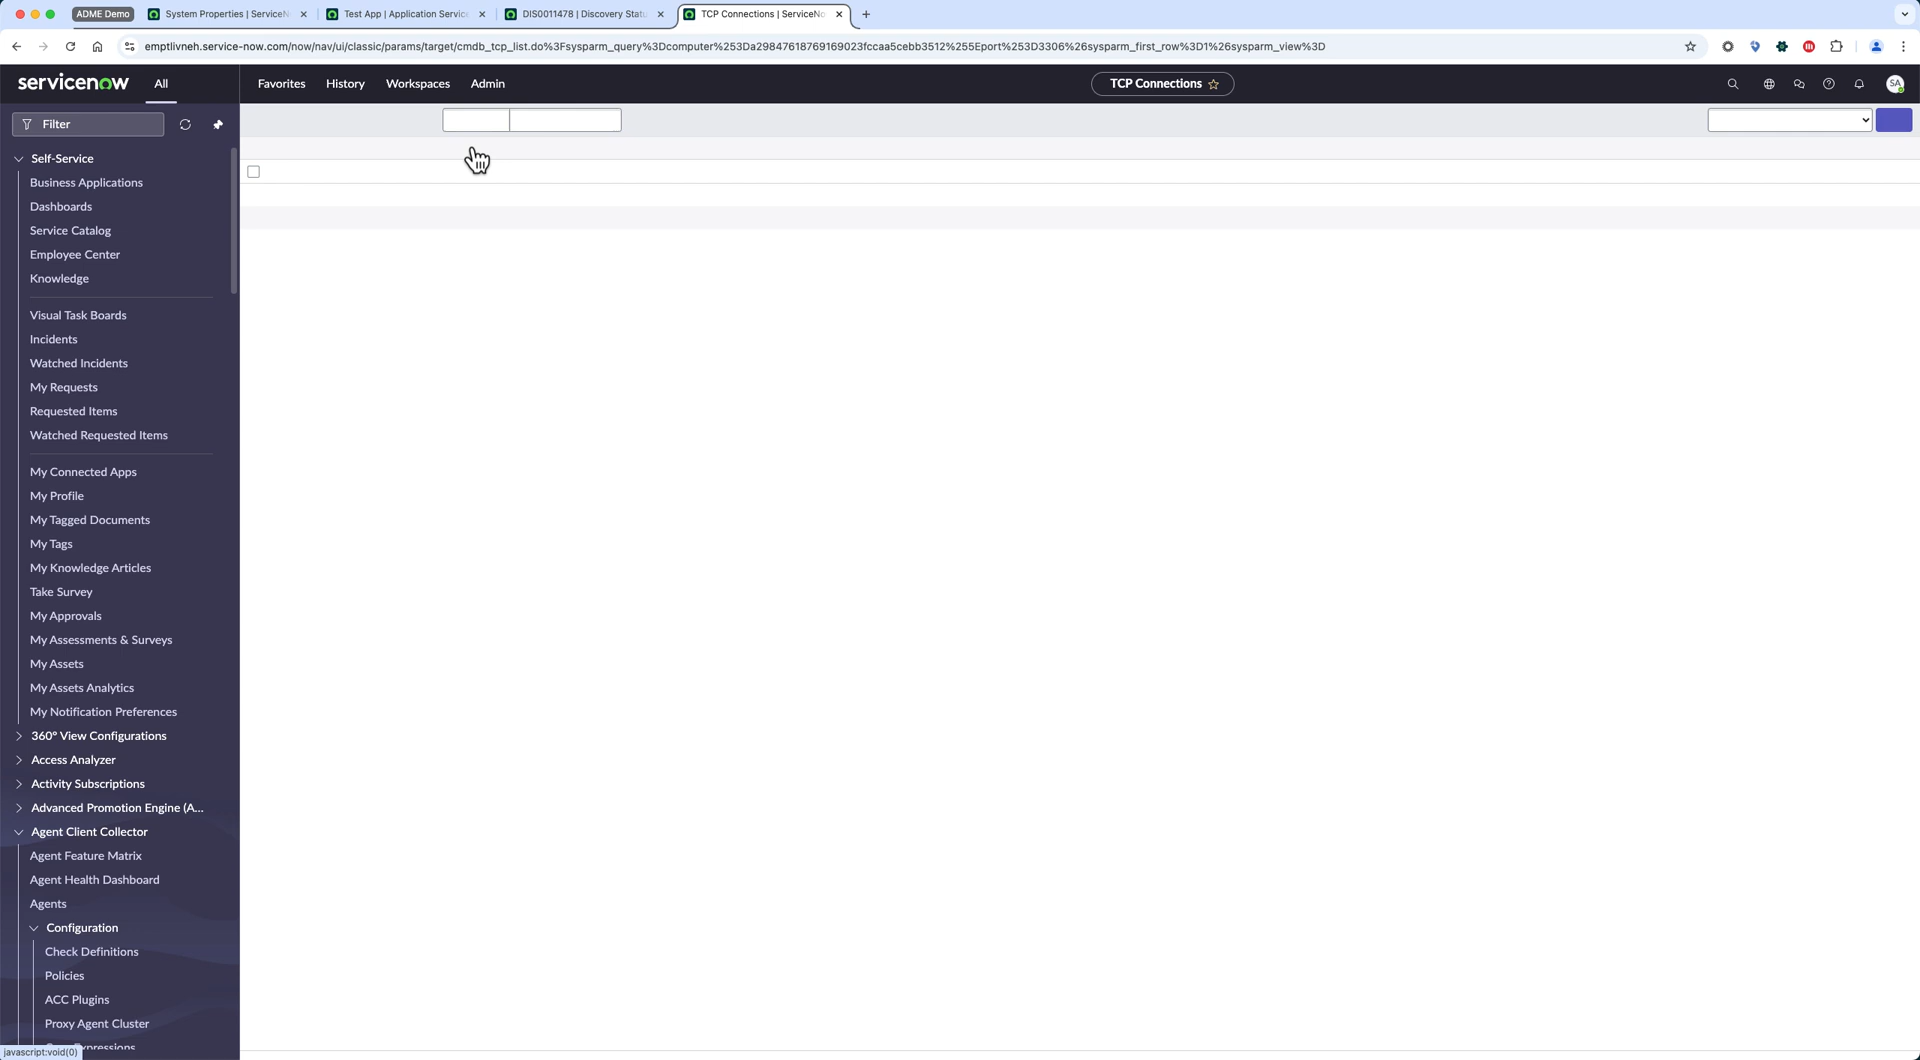 ADME Demo
System Properties | ServiceN
Test App | Application Servic
DIS0011478 | Discovery Statu
TCP Connections | ServiceNo
emptlivneh.service-now.com/now/nav/ui/classic/params/target/cmdb_tcp_list.do%3Fsysparm_query%3Dcomputer%253Da29847618769169023fccaa5cebb3512%255Eport%253D3306%26sysparm_first_row%3D1%26sysparm_view%3D
servicenow
All
Favorites
History
Workspaces
Admin
TCP Connections
SA
Filter
Self-Service
Business Applications
Dashboards
Service Catalog
Employee Center
Knowledge
Visual Task Boards
Incidents
Watched Incidents
My Requests
Requested Items
Watched Requested Items
My Connected Apps
My Profile
My Tagged Documents
My Tags
My Knowledge Articles
Take Survey
My Approvals
My Assessments & Surveys
My Assets
My Assets Analytics
My Notification Preferences
360° View Configurations
Access Analyzer
Activity Subscriptions
Advanced Promotion Engine (A...
Agent Client Collector
Agent Feature Matrix
Agent Health Dashboard
Agents
Configuration
Check Definitions
Policies
ACC Plugins
Proxy Agent Cluster
javascript:void(0)